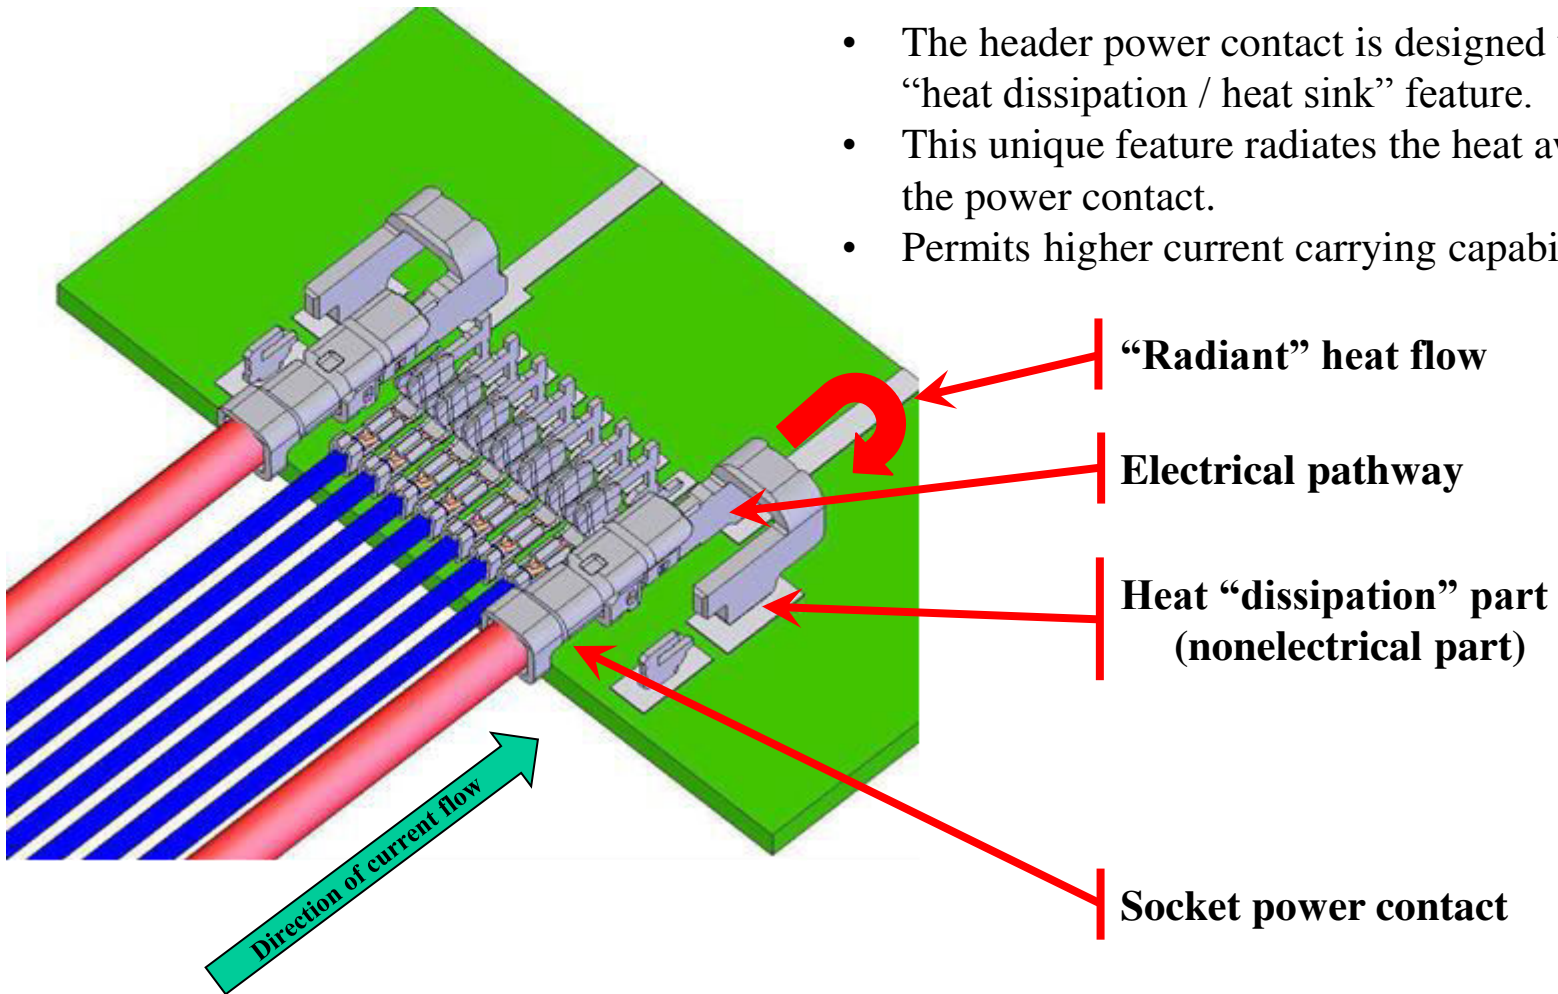 • The header power contact is designed
“heat dissipation / heat sink” feature.
• This unique feature radiates the heat
the power contact.
• Permits higher current carrying
“Radiant” heat flow
Electrical pathway
Heat “dissipation” part
(nonelectrical part)
Direction of current flow
Socket power contact